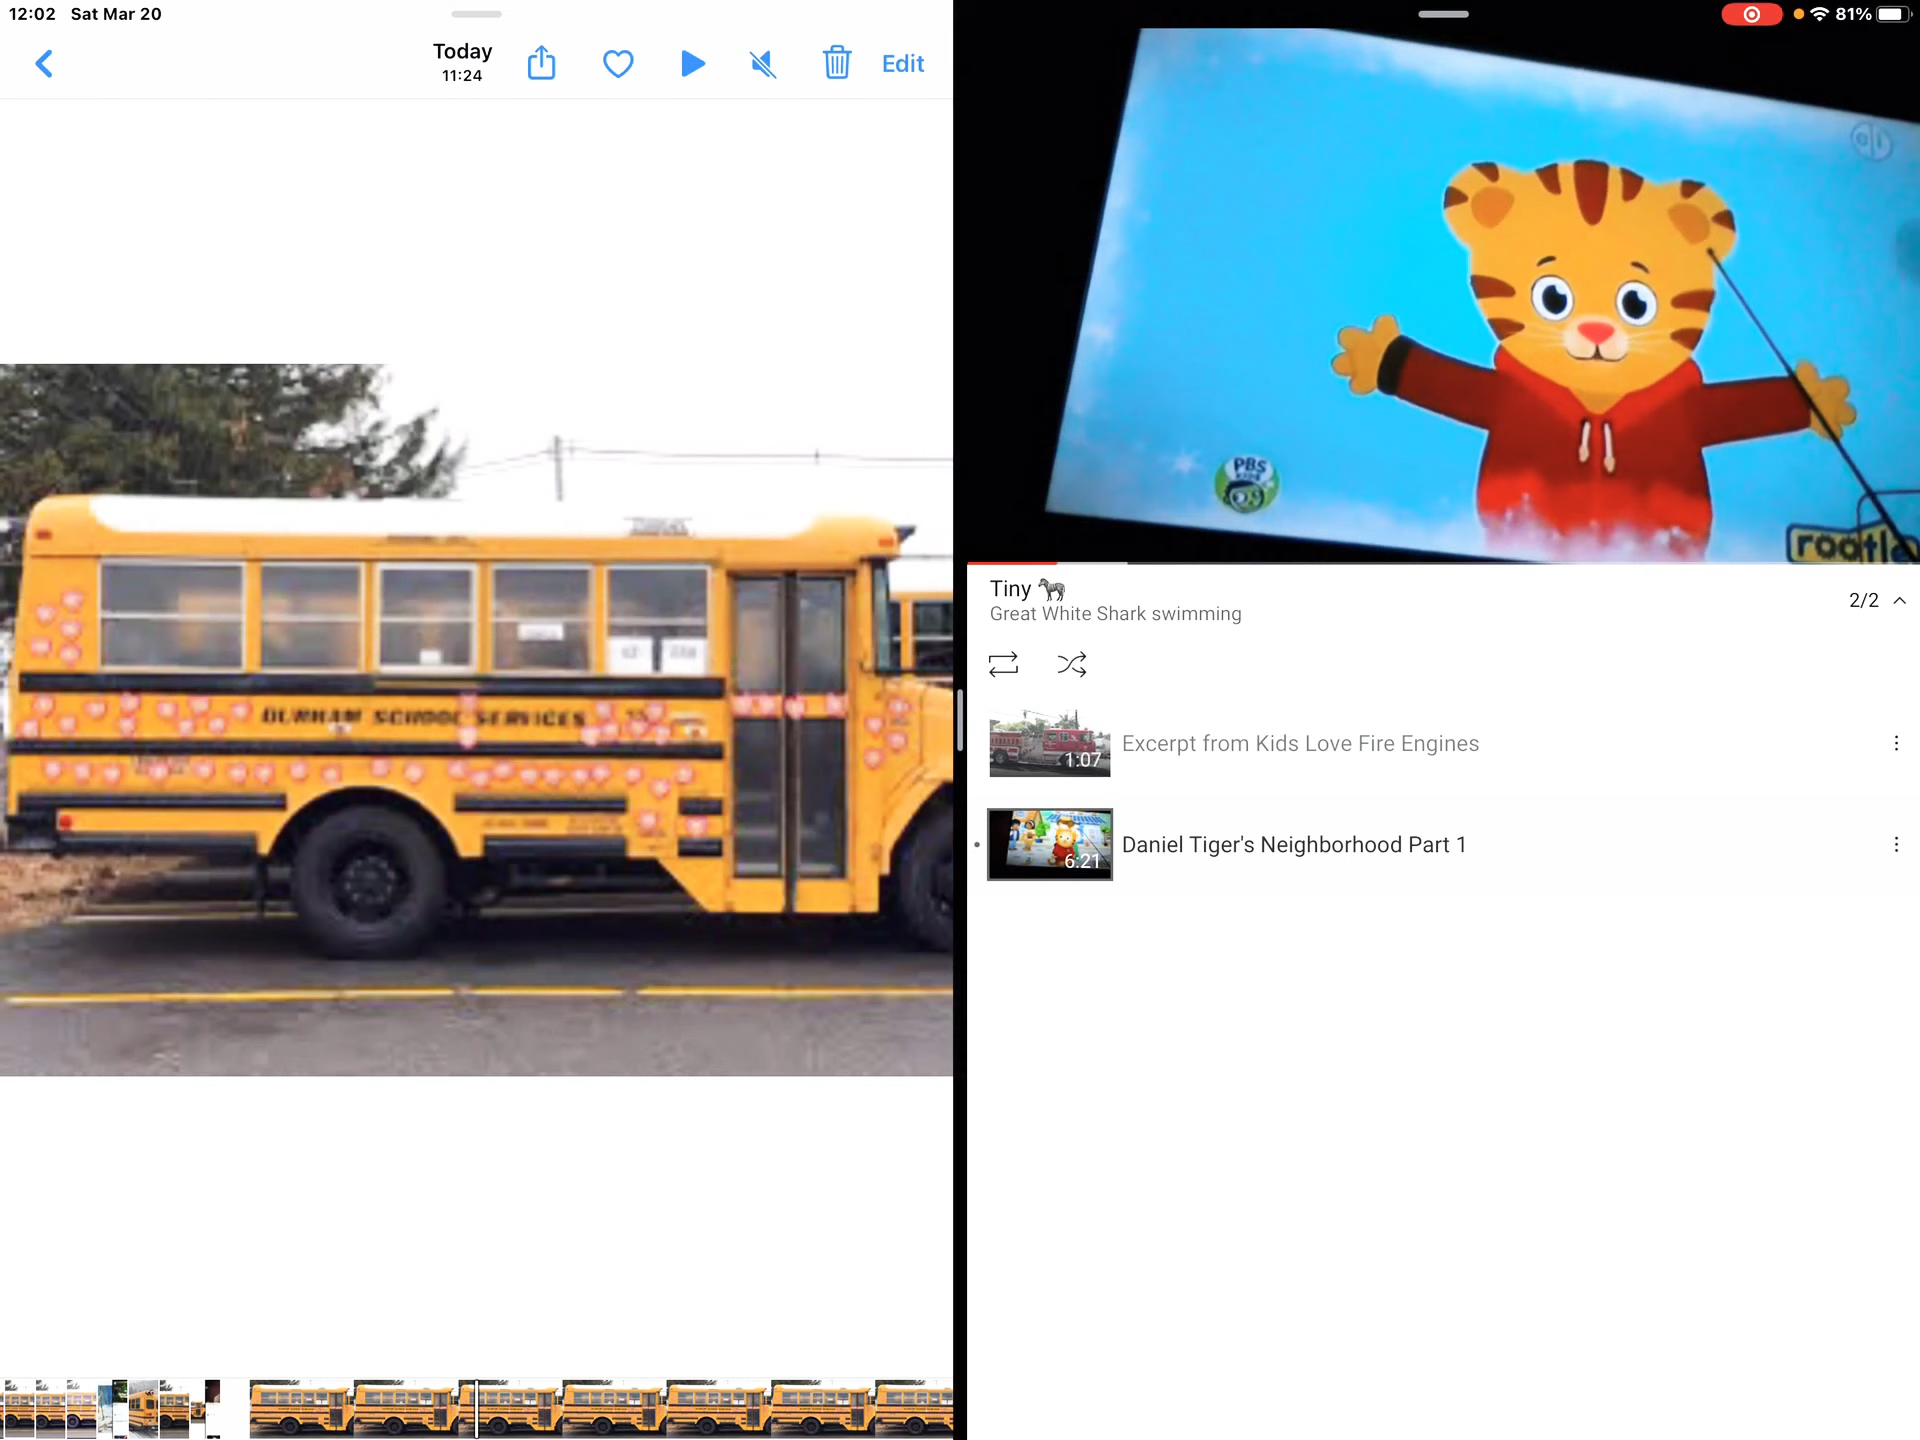 12:02 Sat Mar 20
Today
11:24
Edit
DURHAM SCHOOL SERVICES
81%
PBS
KIDS
rootle
Tiny 🦓
Great White Shark swimming
2/2
1:07
Excerpt from Kids Love Fire Engines
6:21
Daniel Tiger's Neighborhood Part 1